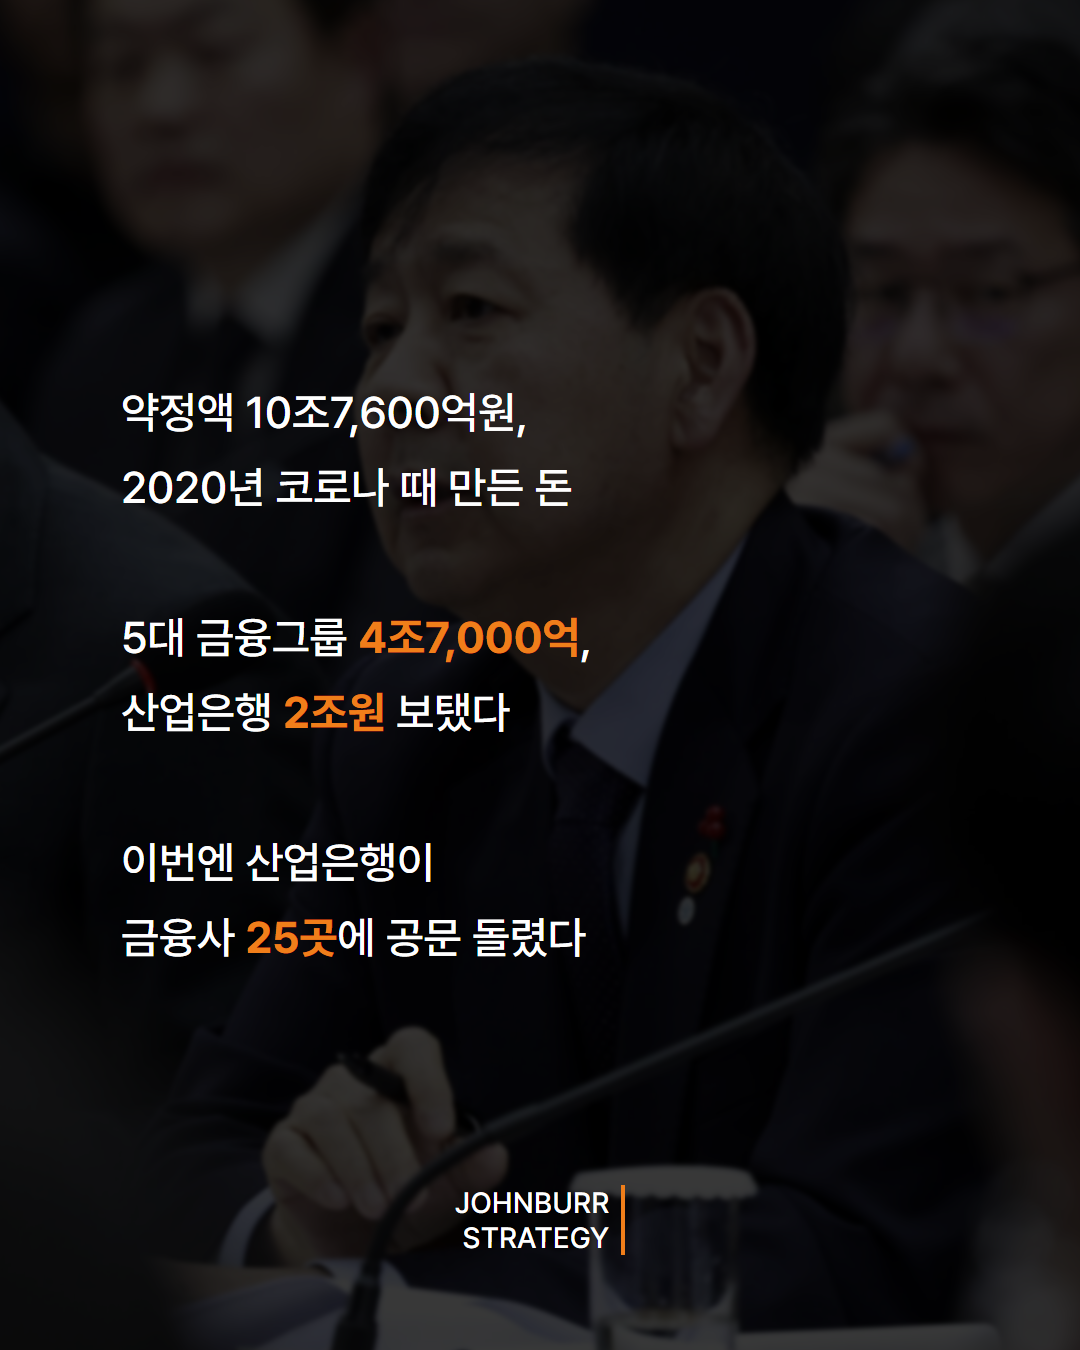 약정액 10조7,600억원,
2020년 코로나 때 만든 돈
5대 금융그룹 4조7,000억,
산업은행 2조원 보탰다
이번엔 산업은행이
금융사 25곳에 공문 돌렸다
JOHNBURR
STRATEGY